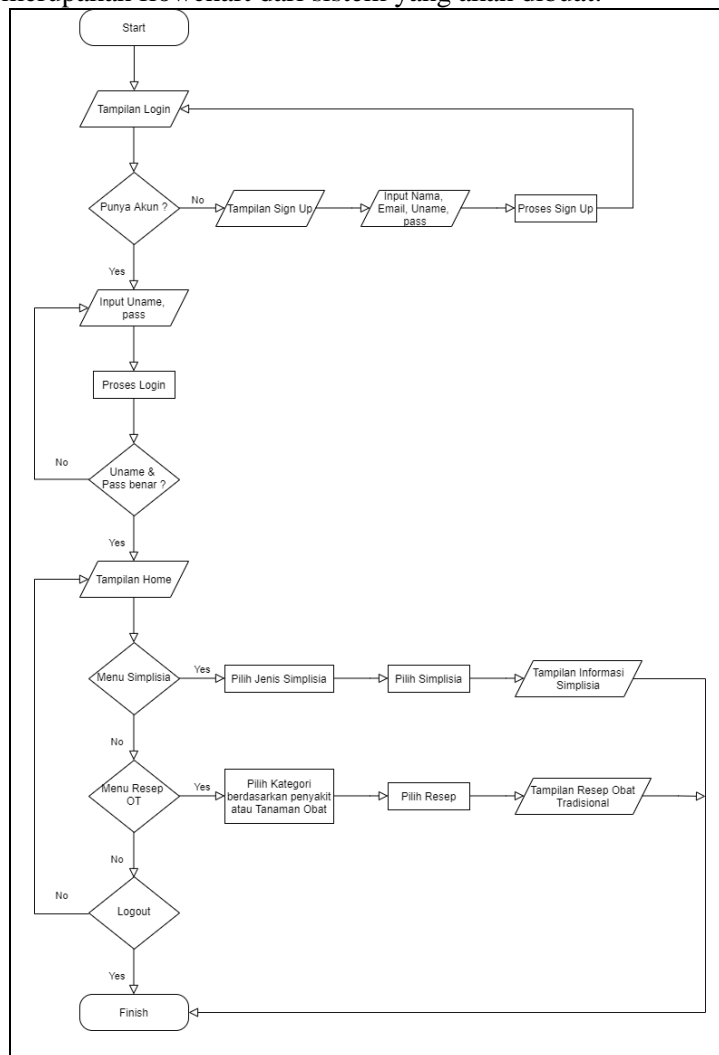 merupakan flowchart dari sistem yang akan dibuat.
Start
Tampilan Login
Punya Akun ?
No
Tampilan Sign Up
Input Nama,
Email, Uname,
pass
Proses Sign Up
Yes
Input Uname,
pass
Proses Login
No
Uname &
Pass benar ?
Yes
Tampilan Home
Menu Simplisia
Yes
Pilih Jenis Simplisia
Pilih Simplisia
Tampilan Informasi
Simplisia
No
Menu Resep
OT
Yes
Pilih Kategori
berdasarkan penyakit
atau Tanaman Obat
Pilih Resep
Tampilan Resep Obat
Tradisional
No
No
Logout
Yes
Finish